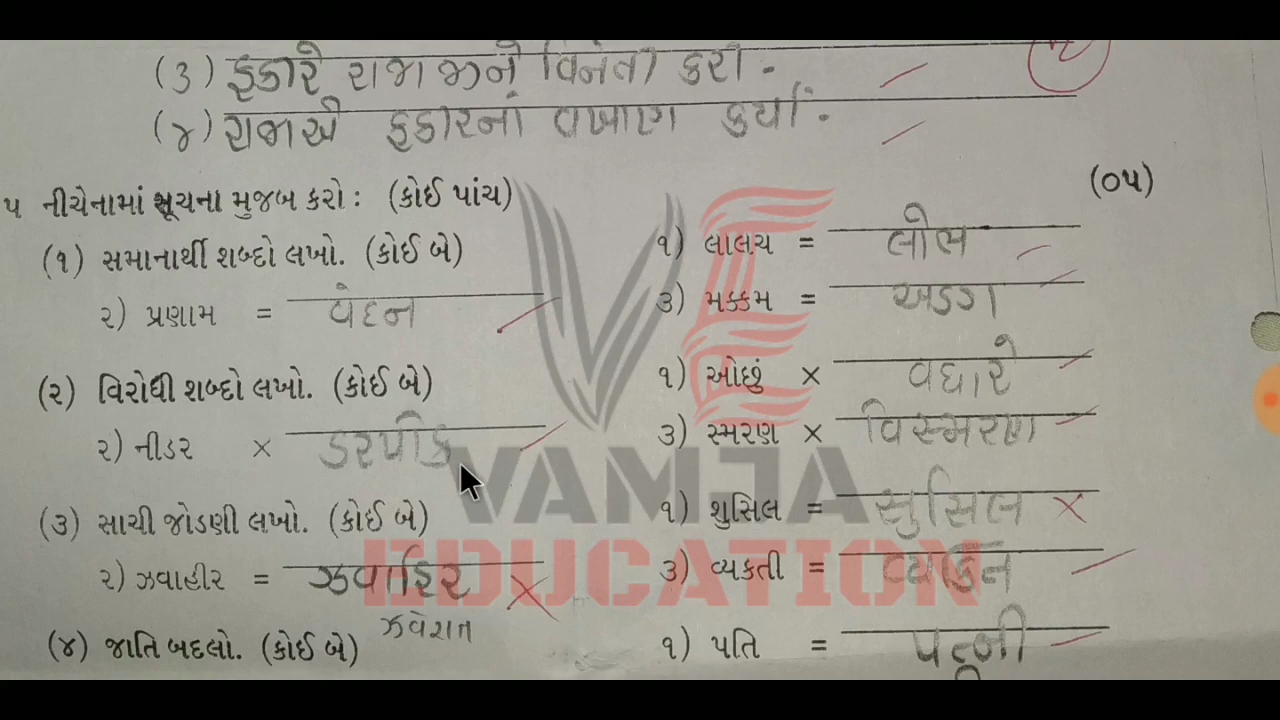 (૩) ફકીરે રાજાજીને વિનંતી કરી.
(૪) રાજાએ ફકીરનાં વખાણ કર્યાં.
૫ નીચેનામાં સૂચના મુજબ કરો : (કોઈ પાંચ) (૦૫)
(૧) સમાનાર્થી શબ્દો લખો. (કોઈ બે) ૧) લાલચ = લોભ
૨) પ્રણામ = વંદન ૩) મક્કમ = અડગ
(૨) વિરોધી શબ્દો લખો. (કોઈ બે) ૧) ઓછું × વધારે
૨) નીડર × ડરપોક ૩) સ્મરણ × વિસ્મરણ
(૩) સાચી જોડણી લખો. (કોઈ બે) ૧) શુસિલ = સુસિલ
૨) ઝવાહીર = ઝવાહિર ૩) વ્યકતી = વ્યકિત
ઝવેરાત
(૪) જાતિ બદલો. (કોઈ બે) ૧) પતિ = પત્ની
VE
VAMJA
EDUCATION